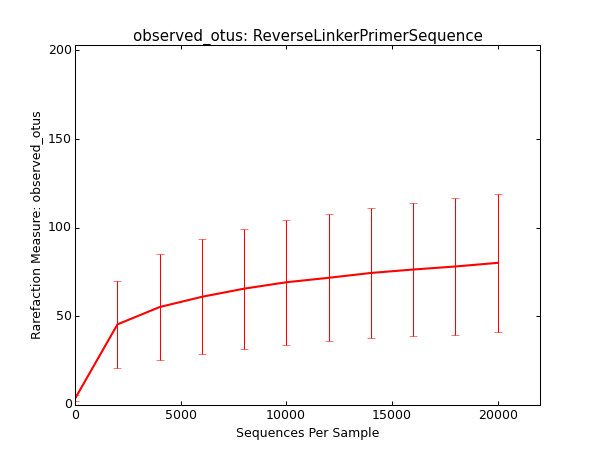 observed_otus: ReverseLinkerPrimerSequence
200
150
100
50
0
Rarefaction Measure: observed_otus
0 5000 10000 15000 20000
Sequences Per Sample